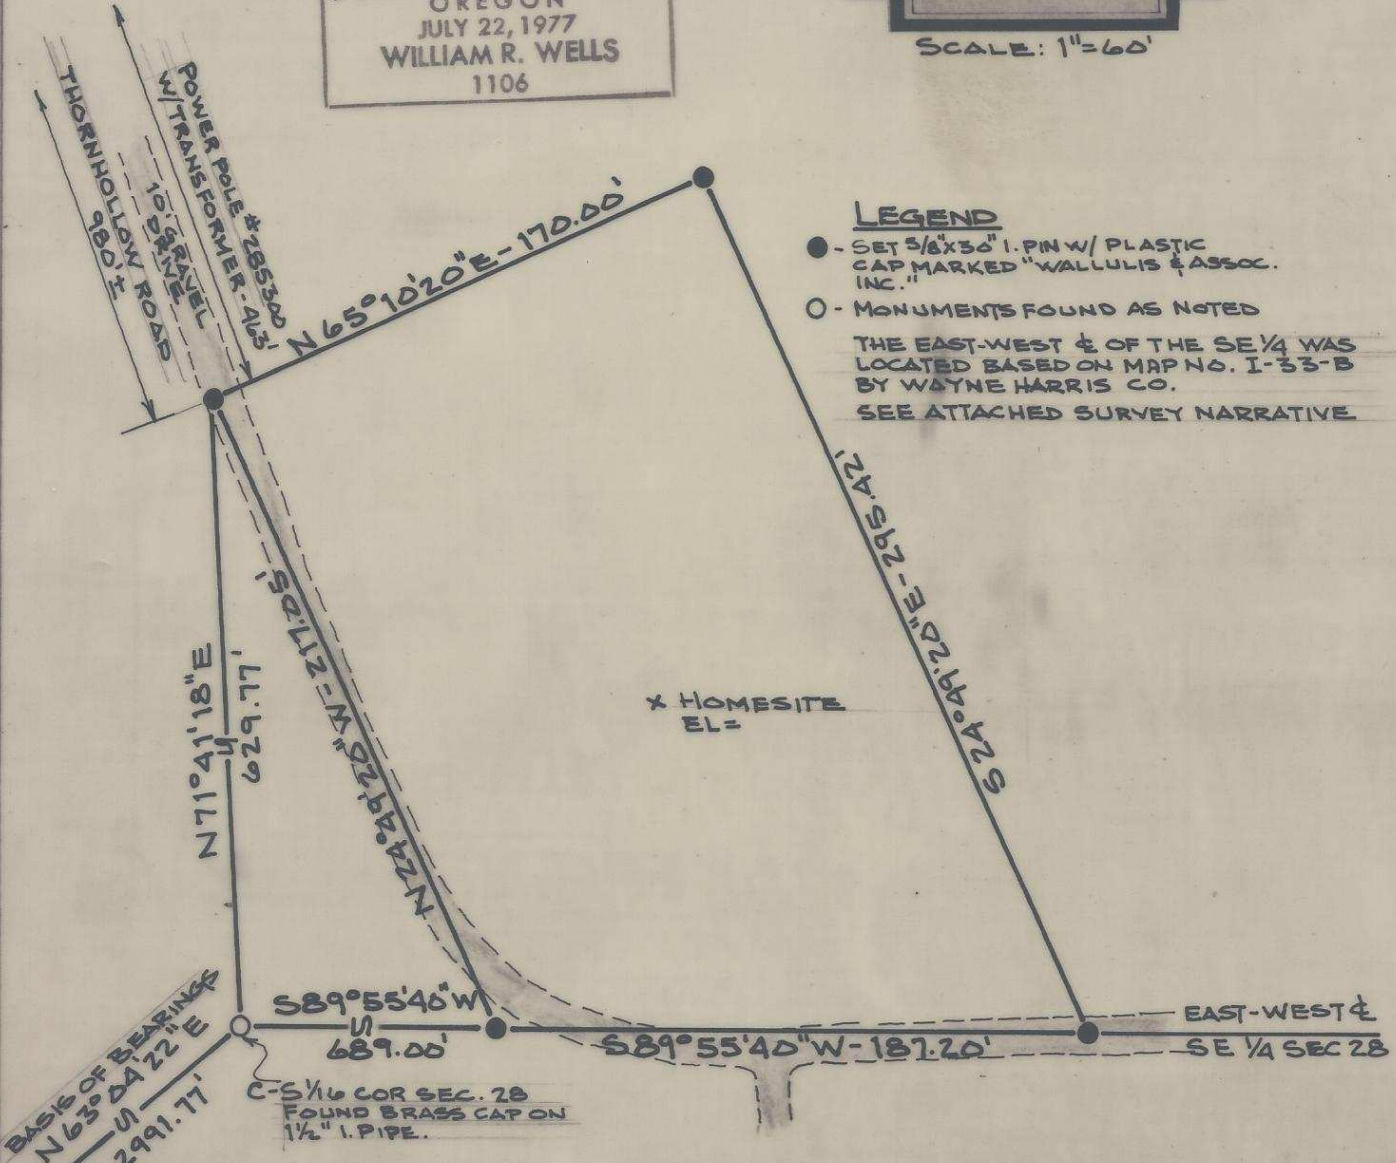 OREGON
JULY 22, 1977
WILLIAM R. WELLS
1106
SCALE: 1"=60'
THORNHOLLOW ROAD
980'±
10' GRAVEL
DRIVE
POWER POLE #285300
W/TRANSFORMER-463'
N 65°10'20"E-170.00'
LEGEND
● - SET 5/8"X30" I. PIN W/ PLASTIC
CAP MARKED "WALLULIS & ASSOC.
INC."
O - MONUMENTS FOUND AS NOTED
THE EAST-WEST ℄ OF THE SE 1/4 WAS
LOCATED BASED ON MAP NO. I-33-B
BY WAYNE HARRIS CO.
SEE ATTACHED SURVEY NARRATIVE
S 24°49'20"E-295.42'
N24°49'20"W-217.05'
N71°41'18"E
629.77'
X HOMESITE
EL=
S89°55'40"W
689.00'
S89°55'40"W-187.20'
EAST-WEST ℄
SE 1/4 SEC 28
C-S 1/16 COR SEC. 28
FOUND BRASS CAP ON
1½" I. PIPE.
BASIS OF BEARINGS
N 63°04'22"E
2991.77'